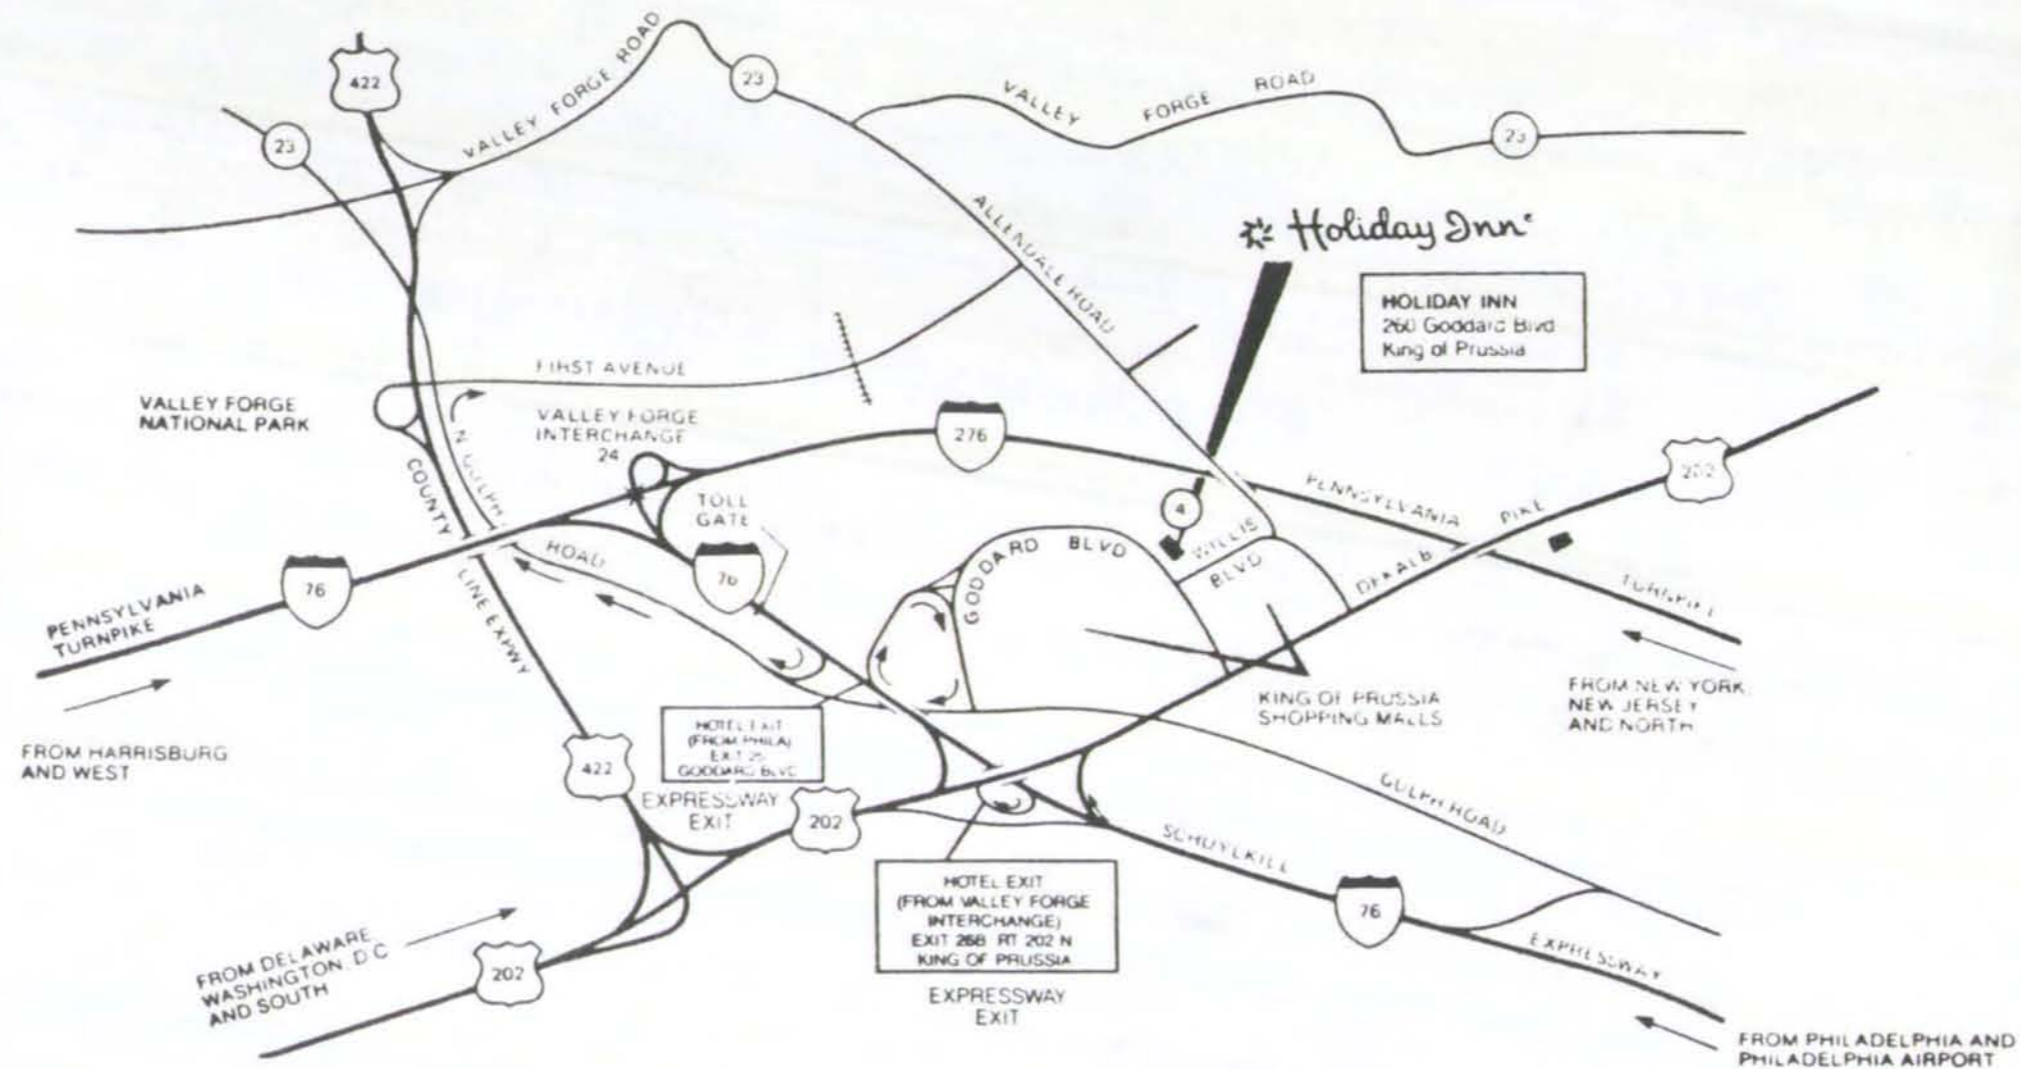 422
23
VALLEY FORGE ROAD
23
VALLEY FORGE ROAD
23
ALLENDALE ROAD
Holiday Inn
HOLIDAY INN
260 Goddard Blvd
King of Prussia
FIRST AVENUE
VALLEY FORGE
NATIONAL PARK
VALLEY FORGE
INTERCHANGE
24
N. GULPH
ROAD
276
202
TOLL
GATE
4
WILLIS
BLVD
GODDARD BLVD
PENNSYLVANIA
TURNPIKE
DEKALB PIKE
COUNTY
LINE EXPWY
76
76
PENNSYLVANIA
TURNPIKE
FROM HARRISBURG
AND WEST
KING OF PRUSSIA
SHOPPING MALLS
FROM NEW YORK,
NEW JERSEY
AND NORTH
HOTEL EXIT
(FROM PHILA)
EXIT
GODDARD BLVD
EXPRESSWAY
EXIT
422
202
GULPH ROAD
SCHUYLKILL
EXPRESSWAY
76
HOTEL EXIT
(FROM VALLEY FORGE
INTERCHANGE)
EXIT 26B RT 202 N
KING OF PRUSSIA
EXPRESSWAY
EXIT
FROM DELAWARE,
WASHINGTON, D C
AND SOUTH
202
FROM PHILADELPHIA AND
PHILADELPHIA AIRPORT